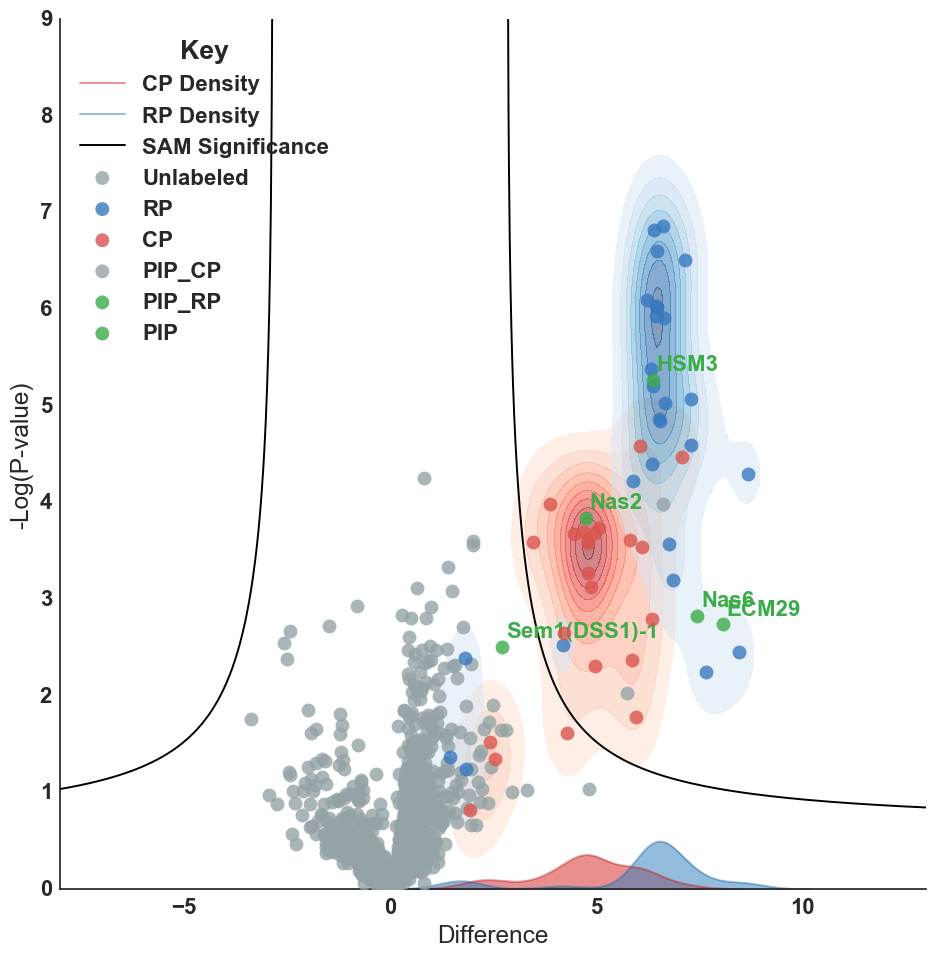 9
Key
CP Density
8
RP Density
SAM Significance
Unlabeled
7
RP
CP
PIP_CP
6
PIP_RP
PIP
HSM3
5
-Log(P-value)
4
Nas2
3
Nas6
ECM29
Sem1(DSS1)-1
2
1
0
−5
0
5
10
Difference